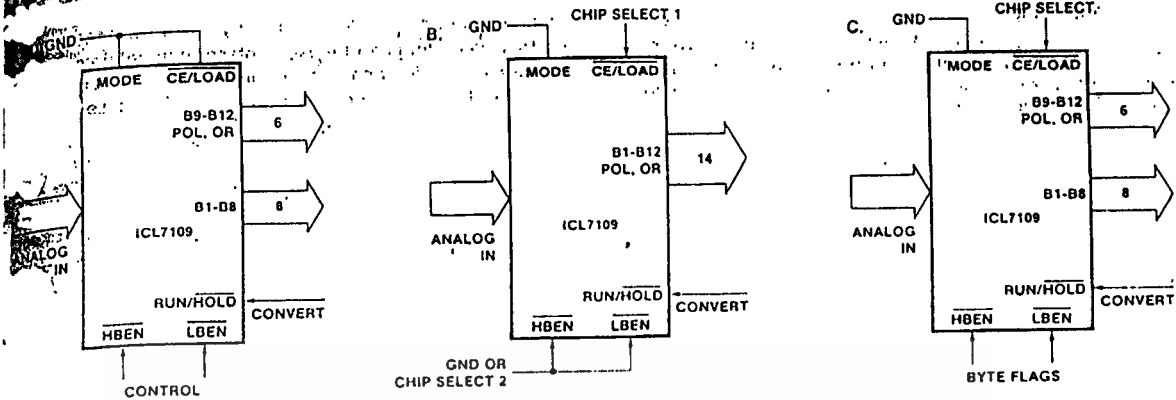 GND
MODE CE/LOAD
B9-B12,
POL, OR
6
B1-B8
8
ICL7109
ANALOG
IN
RUN/HOLD
CONVERT
HBEN LBEN
CONTROL
B.
GND
CHIP SELECT 1
MODE CE/LOAD
B1-B12
POL, OR
14
ICL7109
ANALOG
IN
RUN/HOLD
CONVERT
HBEN LBEN
GND OR
CHIP SELECT 2
C.
GND
CHIP SELECT
MODE CE/LOAD
B9-B12
POL, OR
6
B1-B8
8
ICL7109
ANALOG
IN
RUN/HOLD
CONVERT
HBEN LBEN
BYTE FLAGS